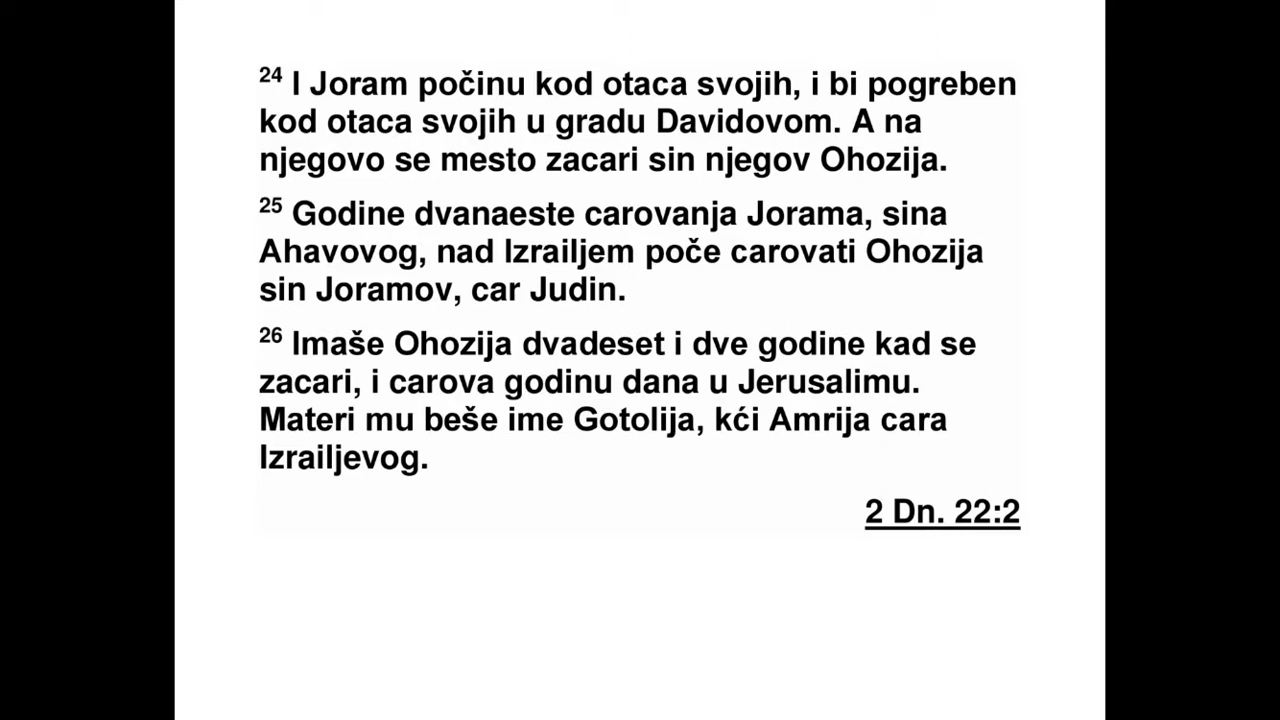 24 I Joram počinu kod otaca svojih, i bi pogreben
kod otaca svojih u gradu Davidovom. A na
njegovo se mesto zacari sin njegov Ohozija.
25 Godine dvanaeste carovanja Jorama, sina
Ahavovog, nad Izrailjem poče carovati Ohozija
sin Joramov, car Judin.
26 Imaše Ohozija dvadeset i dve godine kad se
zacari, i carova godinu dana u Jerusalimu.
Materi mu beše ime Gotolija, kći Amrija cara
Izrailjevog.
2 Dn. 22:2